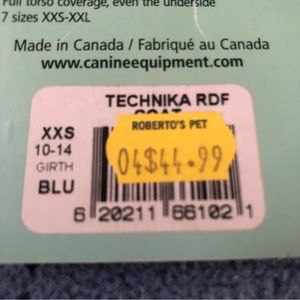 Full torso coverage, even the underside
7 sizes XXS-XXL
Made in Canada / Fabriqué au Canada
www.canineequipment.com
TECHNIKA RDF
COAT
XXS
10-14
GIRTH
BLU
ROBERTO'S PET
04$44.99
6 20211 66102 1